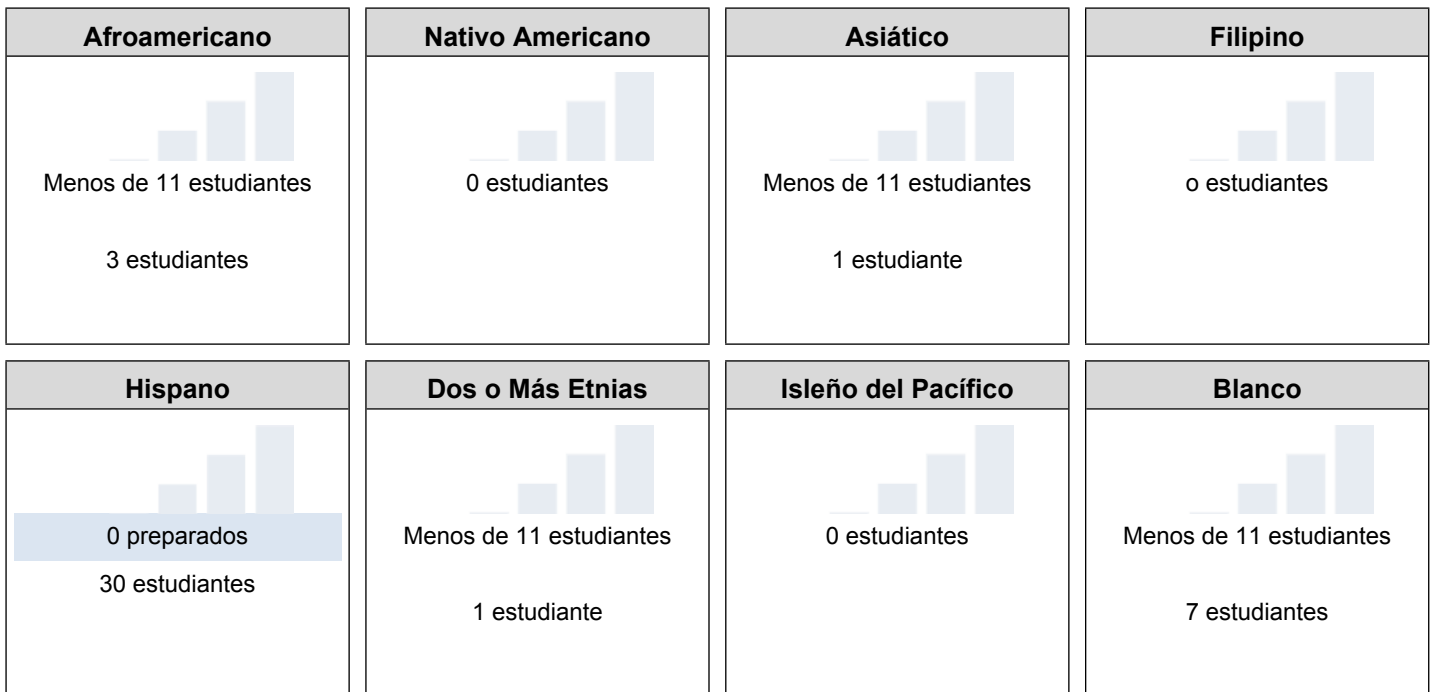 Afroamericano
Menos de 11 estudiantes
3 estudiantes
Nativo Americano
0 estudiantes
Asiático
Menos de 11 estudiantes
1 estudiante
Filipino
o estudiantes
Hispano
0 preparados
30 estudiantes
Dos o Más Etnias
Menos de 11 estudiantes
1 estudiante
Isleño del Pacífico
0 estudiantes
Blanco
Menos de 11 estudiantes
7 estudiantes